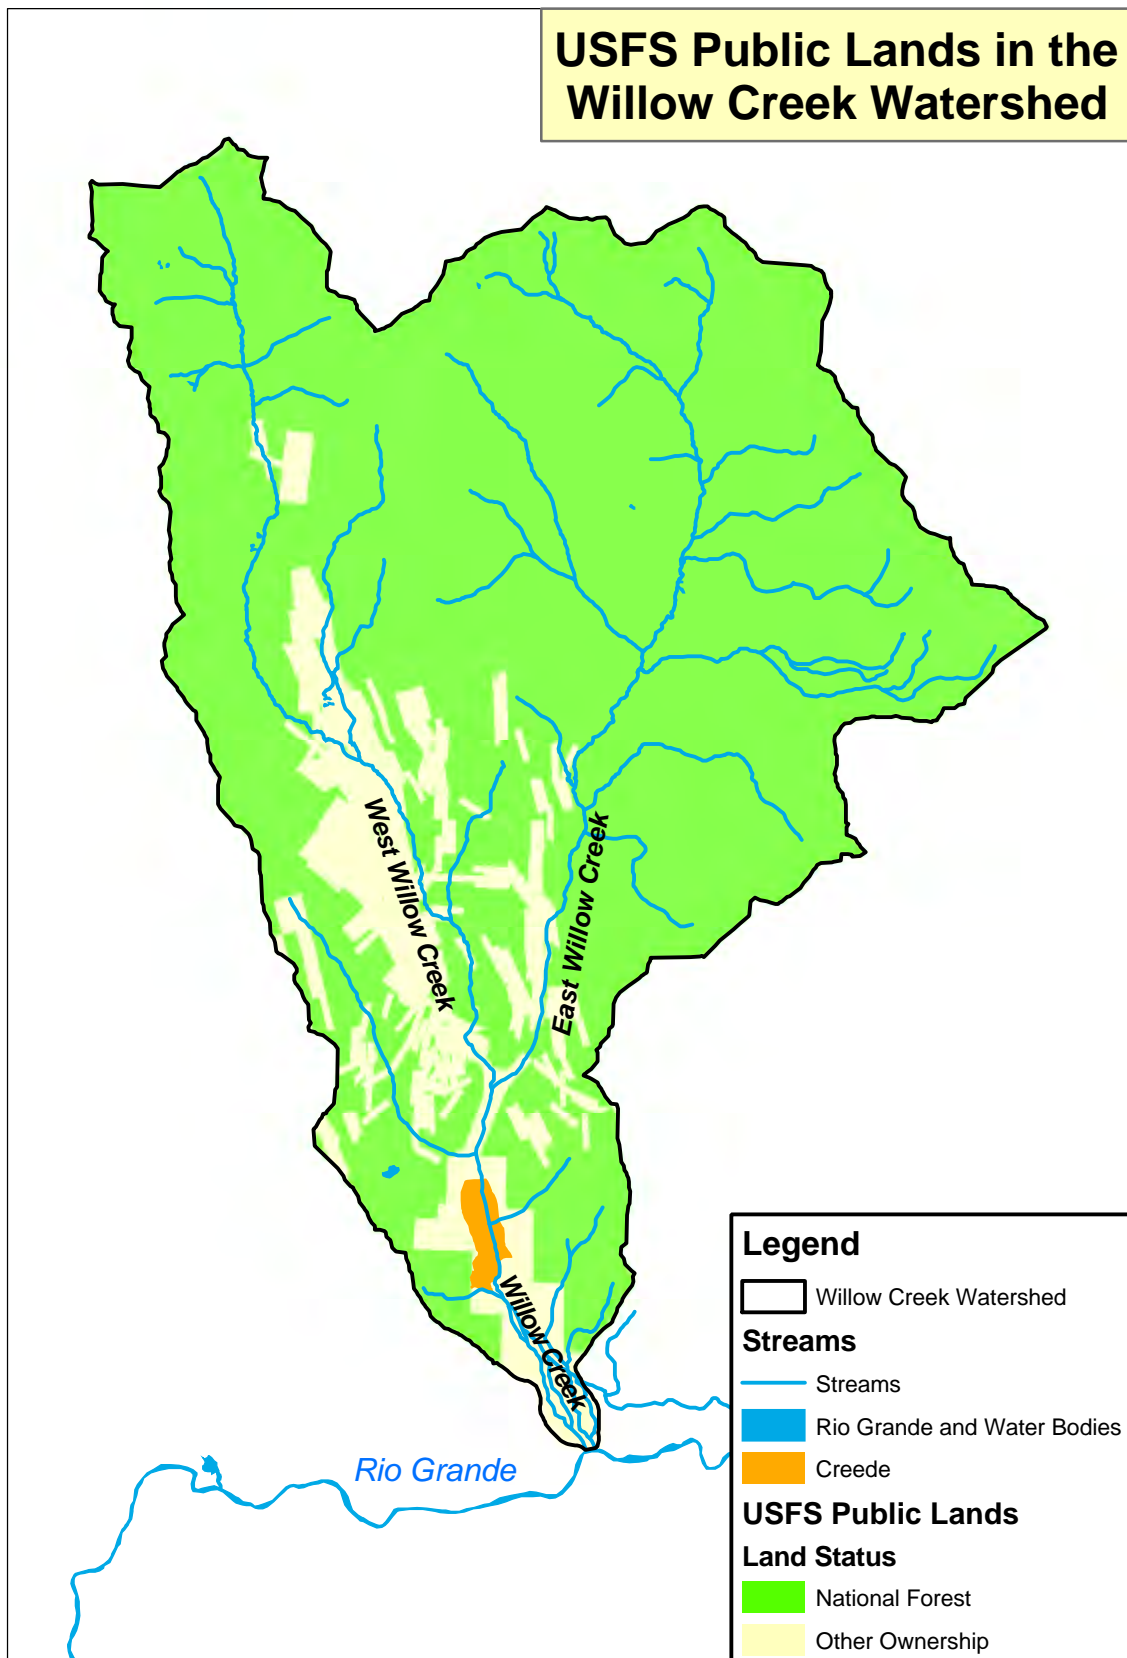 USFS Public Lands in the
Willow Creek Watershed
West Willow Creek
East Willow Creek
Willow Creek
Rio Grande
Legend
Willow Creek Watershed
Streams
Streams
Rio Grande and Water Bodies
Creede
USFS Public Lands
Land Status
National Forest
Other Ownership